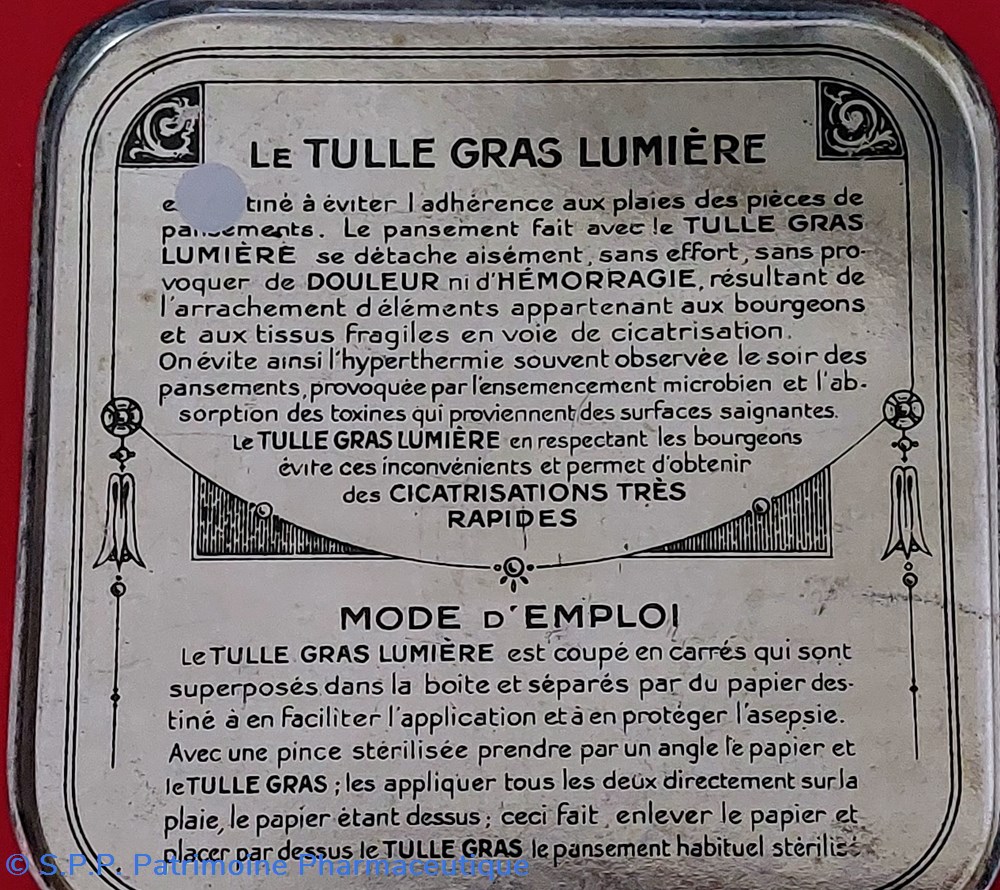 LE TULLE GRAS LUMIÈRE
tiné à éviter l'adhérence aux plaies des pièces de
pansements. Le pansement fait avec le TULLE GRAS
LUMIÈRE se détache aisément, sans effort, sans pro-
voquer de DOULEUR ni d'HÉMORRAGIE, résultant de
l'arrachement d'éléments appartenant aux bourgeons
et aux tissus fragiles en voie de cicatrisation.
On évite ainsi l'hyperthermie souvent observée le soir des
pansements, provoquée par l'ensemencement microbien et l'ab-
sorption des toxines qui proviennent des surfaces saignantes.
Le TULLE GRAS LUMIÈRE en respectant les bourgeons
évite ces inconvénients et permet d'obtenir
des CICATRISATIONS TRÈS
RAPIDES
MODE D'EMPLOI
Le TULLE GRAS LUMIÈRE est coupé en carrés qui sont
superposés dans la boite et séparés par du papier des-
tiné à en faciliter l'application et à en protéger l'asepsie.
Avec une pince stérilisée prendre par un angle le papier et
le TULLE GRAS ; les appliquer tous les deux directement sur la
plaie, le papier étant dessus ; ceci fait, enlever le papier et
placer par dessus le TULLE GRAS le pansement habituel
© S.P.P. Patrimoine Pharmaceutique